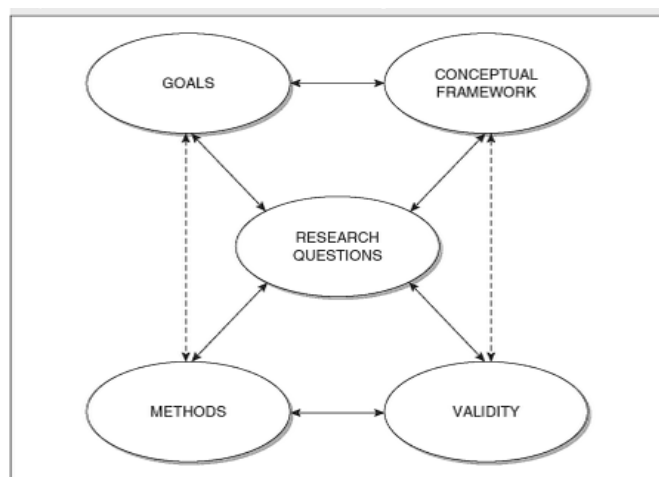 GOALS
CONCEPTUAL
FRAMEWORK
RESEARCH
QUESTIONS
METHODS
VALIDITY